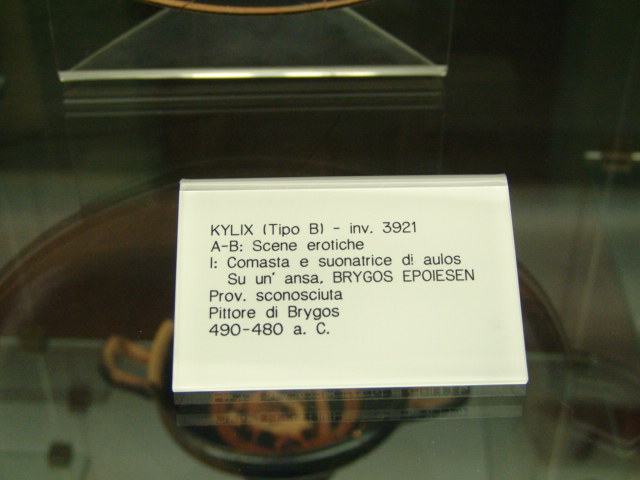 KYLIX (Tipo B) - inv. 3921
A-B: Scene erotiche
I: Comasta e suonatrice di aulos
Su un' ansa, BRYGOS EPOIESEN
Prov. sconosciuta
Pittore di Brygos
490-480 a. C.